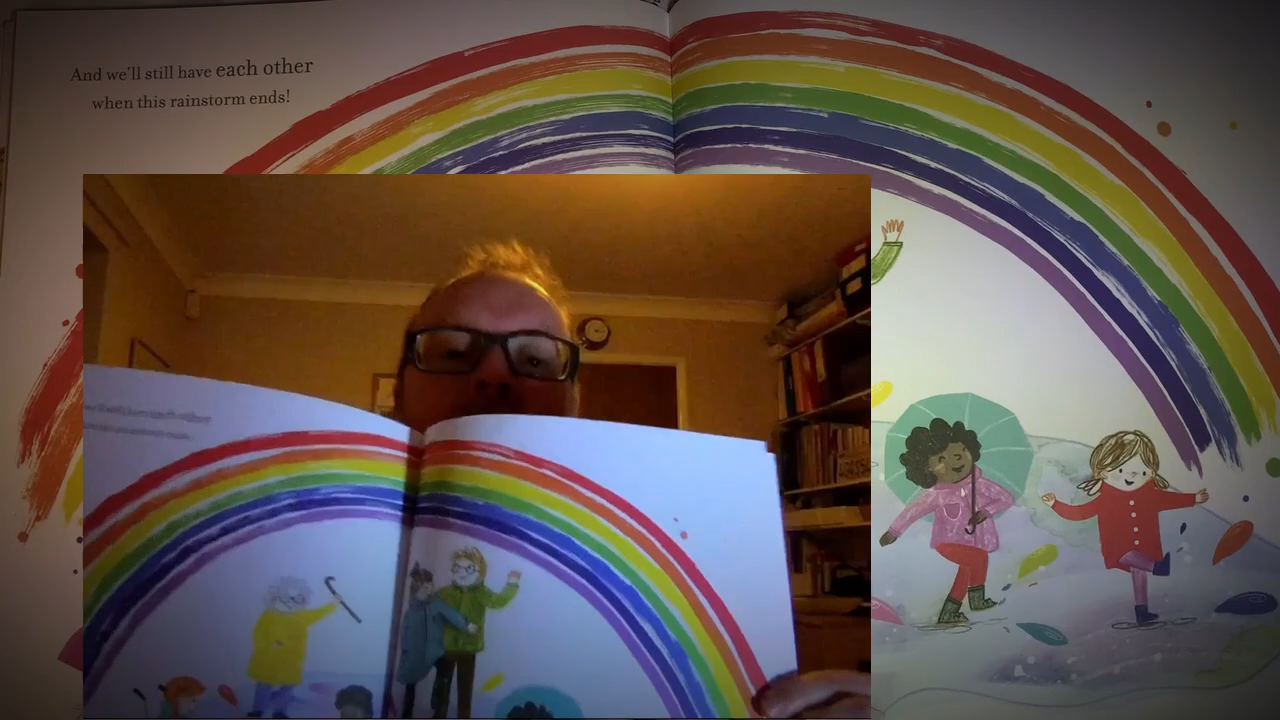 And we'll still have each other
when this rainstorm ends!